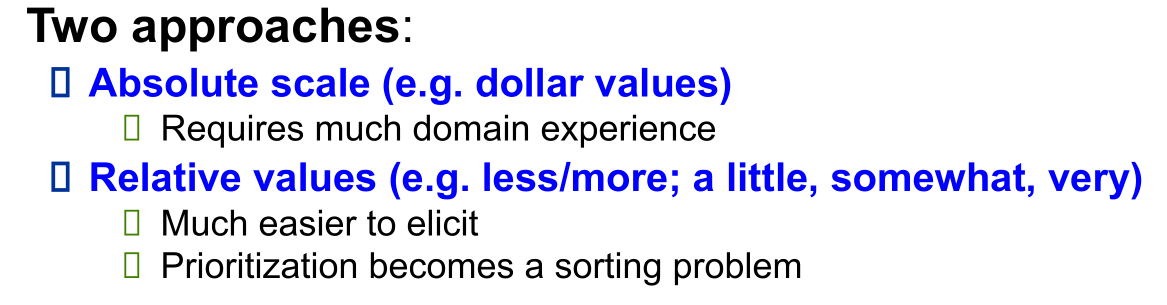 Two approaches:
▯ Absolute scale (e.g. dollar values)
▯ Requires much domain experience
▯ Relative values (e.g. less/more; a little, somewhat, very)
▯ Much easier to elicit
▯ Prioritization becomes a sorting problem